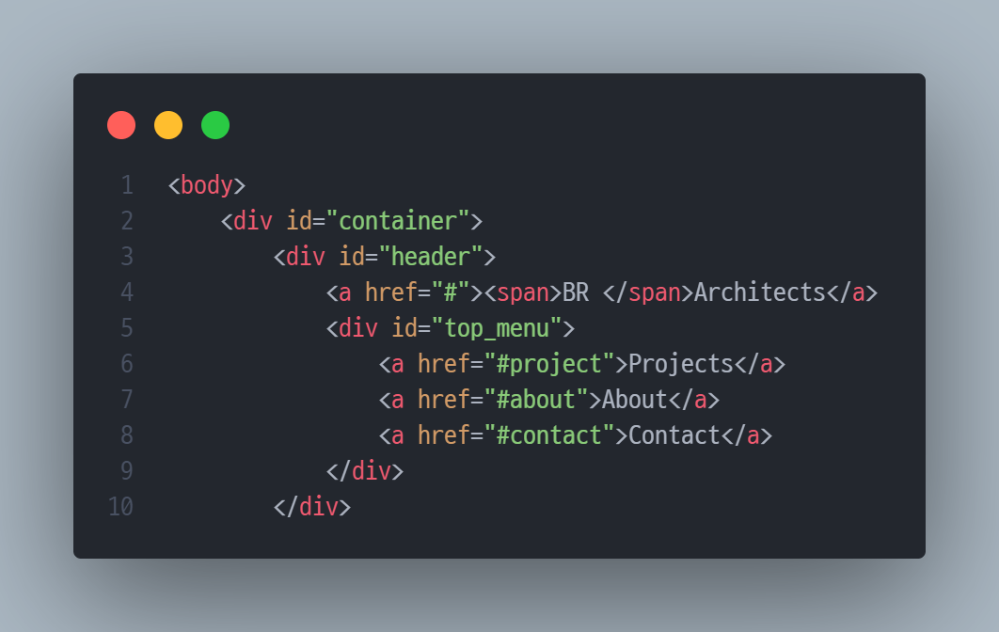 1 <body>
2     <div id="container">
3         <div id="header">
4             <a href="#"><span>BR </span>Architects</a>
5             <div id="top_menu">
6                 <a href="#project">Projects</a>
7                 <a href="#about">About</a>
8                 <a href="#contact">Contact</a>
9             </div>
10         </div>